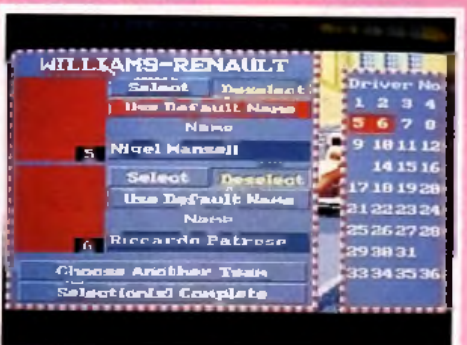 WILLIAMS-RENAULT
Select Deselect
Use Default Name
Name
5 Nigel Mansell
Select Deselect
Use Default Name
Name
6 Riccardo Patrese
Choose Another Team
Selection(s) Complete
Driver No
1 2 3 4
5 6 7 8
9 10 11 12
14 15 16
17 18 19 20
21 22 23 24
25 26 27 28
29 30 31
33 34 35 36